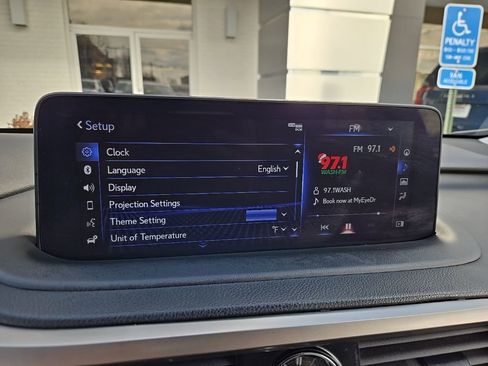 PENALTY
VAN
Setup
DCM
FM
Clock
FM 97.1
Language English
97.1
WASH-FM
Display
97.1WASH
Projection Settings
Book now at MyEyeDr
Theme Setting
Unit of Temperature °F